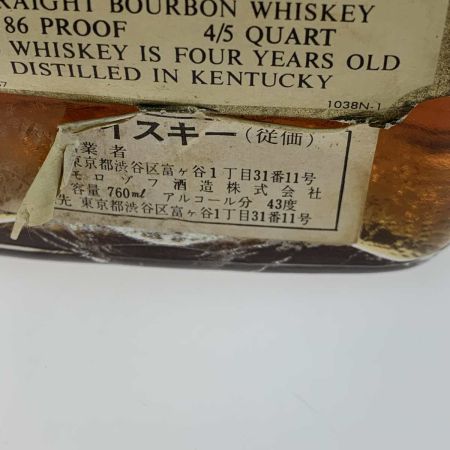 RAIGHT BOURBON WHISKEY
86 PROOF 4/5 QUART
WHISKEY IS FOUR YEARS OLD
DISTILLED IN KENTUCKY
1038N-1
イスキー(従価)
業者
東京都渋谷区富ヶ谷1丁目31番11号
モロゾフ酒造株式会社
容量 760ml アルコール分 43度
先 東京都渋谷区富ヶ谷1丁目31番11号